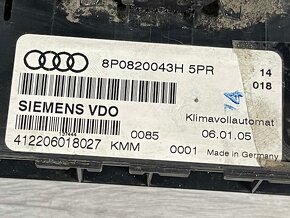 8P0820043H 5PR
14
018
SIEMENS VDO
Klimavollautomat
0085
06.01.05
412206018027 KMM
0001
Made in Germany